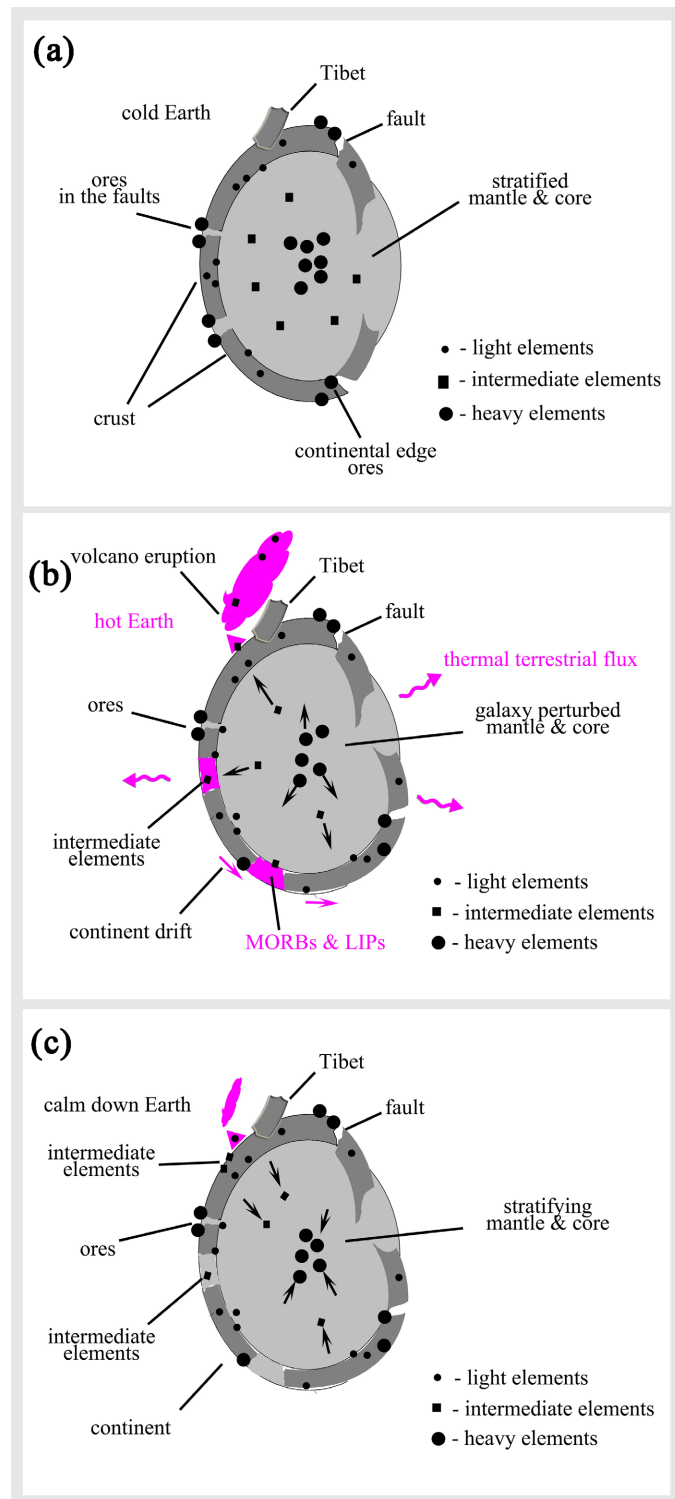 (a)
Tibet
cold Earth
fault
ores
in the faults
stratified
mantle & core
- light elements
- intermediate elements
- heavy elements
crust
continental edge
ores
(b)
volcano eruption
Tibet
hot Earth
fault
thermal terrestrial flux
ores
galaxy perturbed
mantle & core
intermediate
elements
- light elements
- intermediate elements
- heavy elements
continent drift
MORBs & LIPs
(c)
Tibet
calm down Earth
fault
intermediate
elements
stratifying
mantle & core
ores
intermediate
elements
- light elements
- intermediate elements
- heavy elements
continent